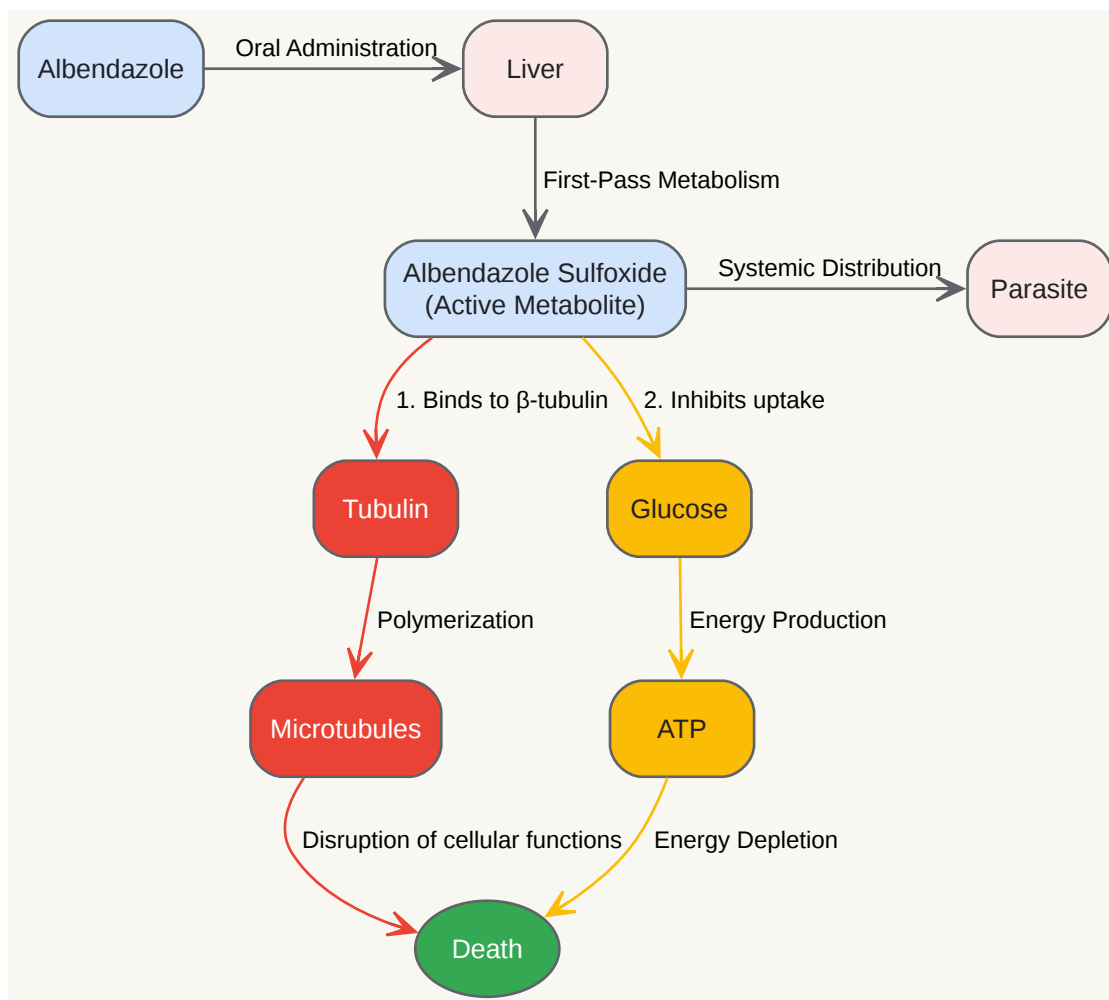 Albendazole
Oral Administration
Liver
First-Pass Metabolism
Albendazole Sulfoxide
(Active Metabolite)
Systemic Distribution
Parasite
1. Binds to β-tubulin
2. Inhibits uptake
Tubulin
Glucose
Polymerization
Energy Production
Microtubules
ATP
Disruption of cellular functions
Energy Depletion
Death